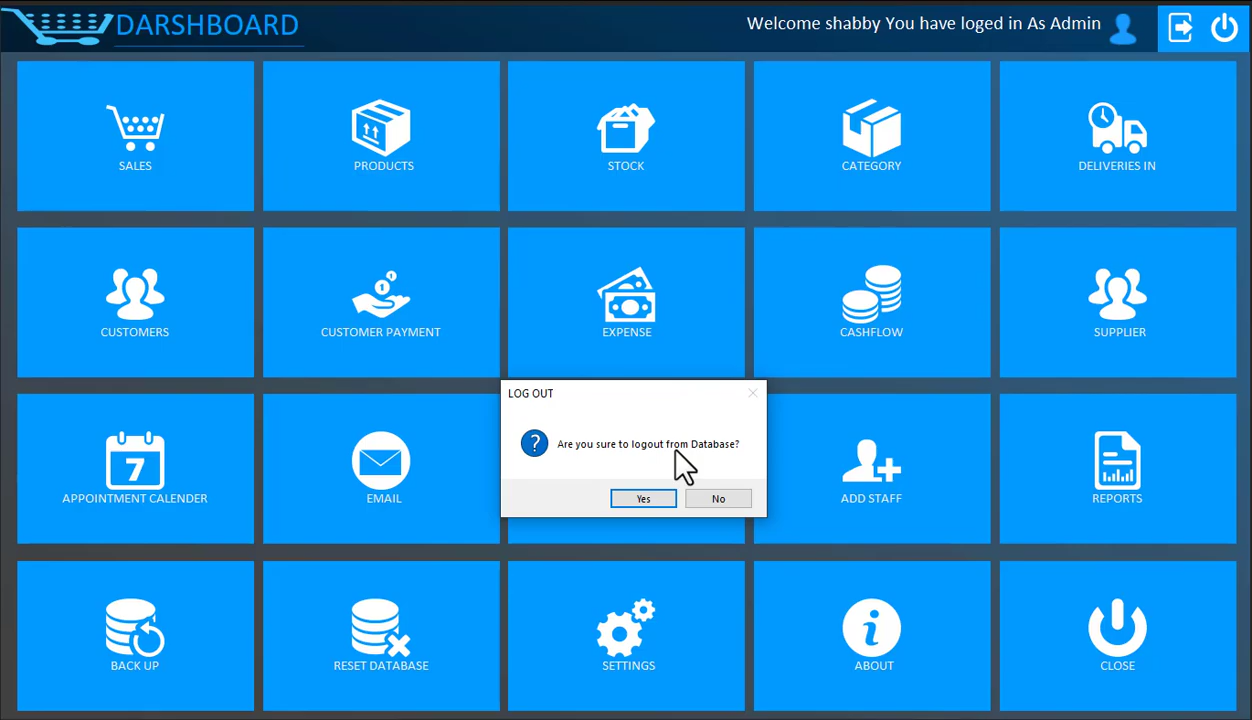 DARSHBOARD
Welcome shabby You have loged in As Admin
SALES
PRODUCTS
STOCK
CATEGORY
DELIVERIES IN
CUSTOMERS
CUSTOMER PAYMENT
EXPENSE
CASHFLOW
SUPPLIER
LOG OUT
Are you sure to logout from Database?
Yes
No
7
APPOINTMENT CALENDER
EMAIL
ADD STAFF
REPORTS
BACK UP
RESET DATABASE
SETTINGS
ABOUT
CLOSE